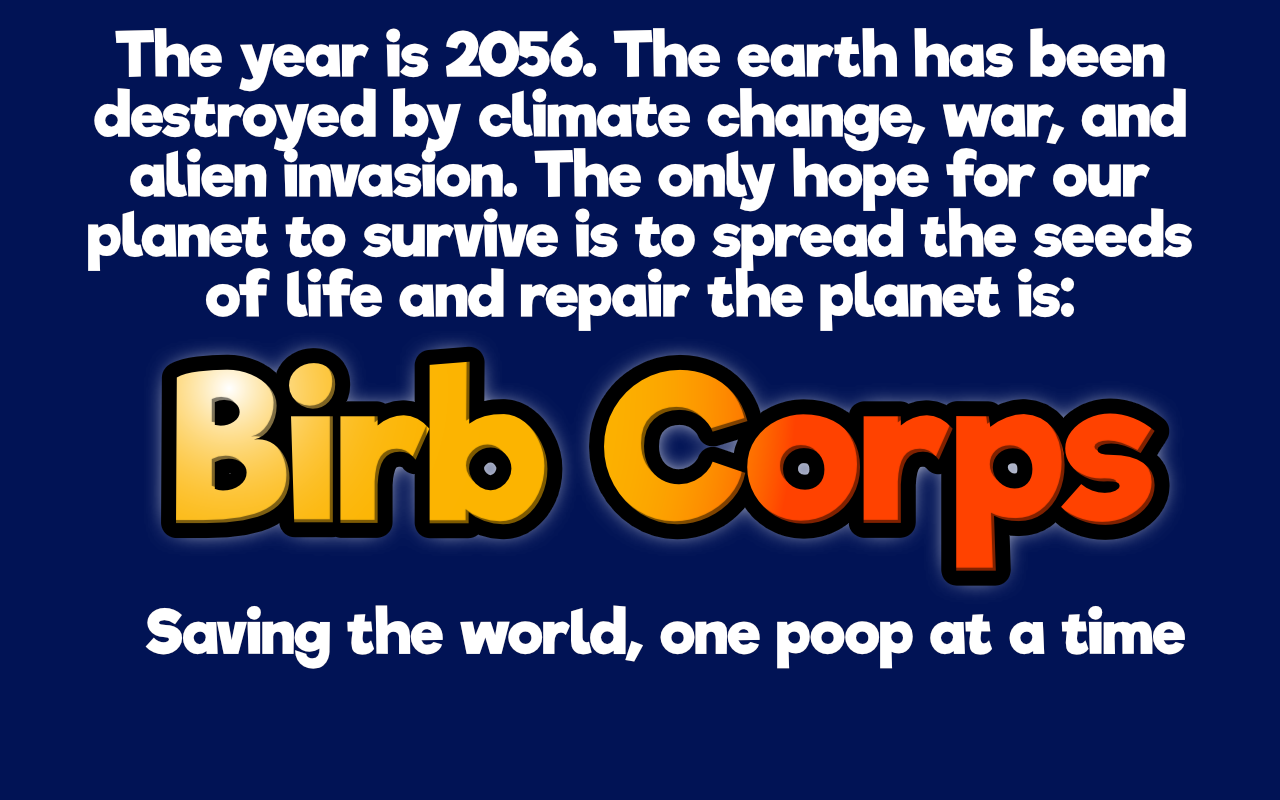 The year is 2056. The earth has been
destroyed by climate change, war, and
alien invasion. The only hope for our
planet to survive is to spread the seeds
of life and repair the planet is:
Birb Corps
Saving the world, one poop at a time